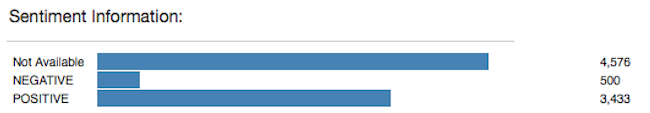 Sentiment Information:
Not Available 4,576
NEGATIVE 500
POSITIVE 3,433